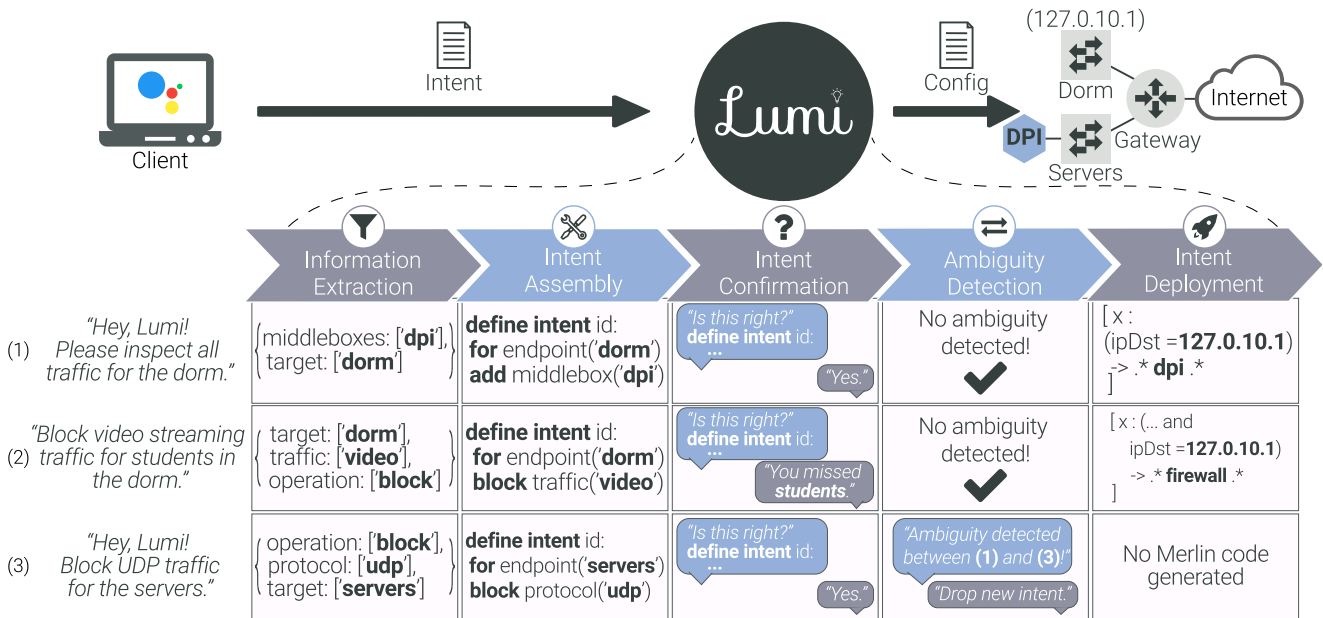 (127.0.10.1)
Intent
Config
Lumi
Dorm
Internet
DPI
Gateway
Client
Servers
Information
Extraction
Intent
Assembly
Intent
Confirmation
Ambiguity
Detection
Intent
Deployment
(1)
"Hey, Lumi!
Please inspect all
traffic for the dorm."
{middleboxes: ['dpi'],
target: ['dorm']}
define intent id:
for endpoint('dorm')
add middlebox('dpi')
"Is this right?"
define intent id:
...
"Yes."
No ambiguity
detected!
[ x :
(ipDst =127.0.10.1)
-> .* dpi .*
]
(2)
"Block video streaming
traffic for students in
the dorm."
{target: ['dorm'],
traffic: ['video'],
operation: ['block']}
define intent id:
for endpoint('dorm')
block traffic('video')
"Is this right?"
define intent id:
...
"You missed
students."
No ambiguity
detected!
[ x : (... and
ipDst =127.0.10.1)
-> .* firewall .*
]
(3)
"Hey, Lumi!
Block UDP traffic
for the servers."
{operation: ['block'],
protocol: ['udp'],
target: ['servers']}
define intent id:
for endpoint('servers')
block protocol('udp')
"Is this right?"
define intent id:
...
"Yes."
"Ambiguity detected
between (1) and (3)!"
"Drop new intent."
No Merlin code
generated